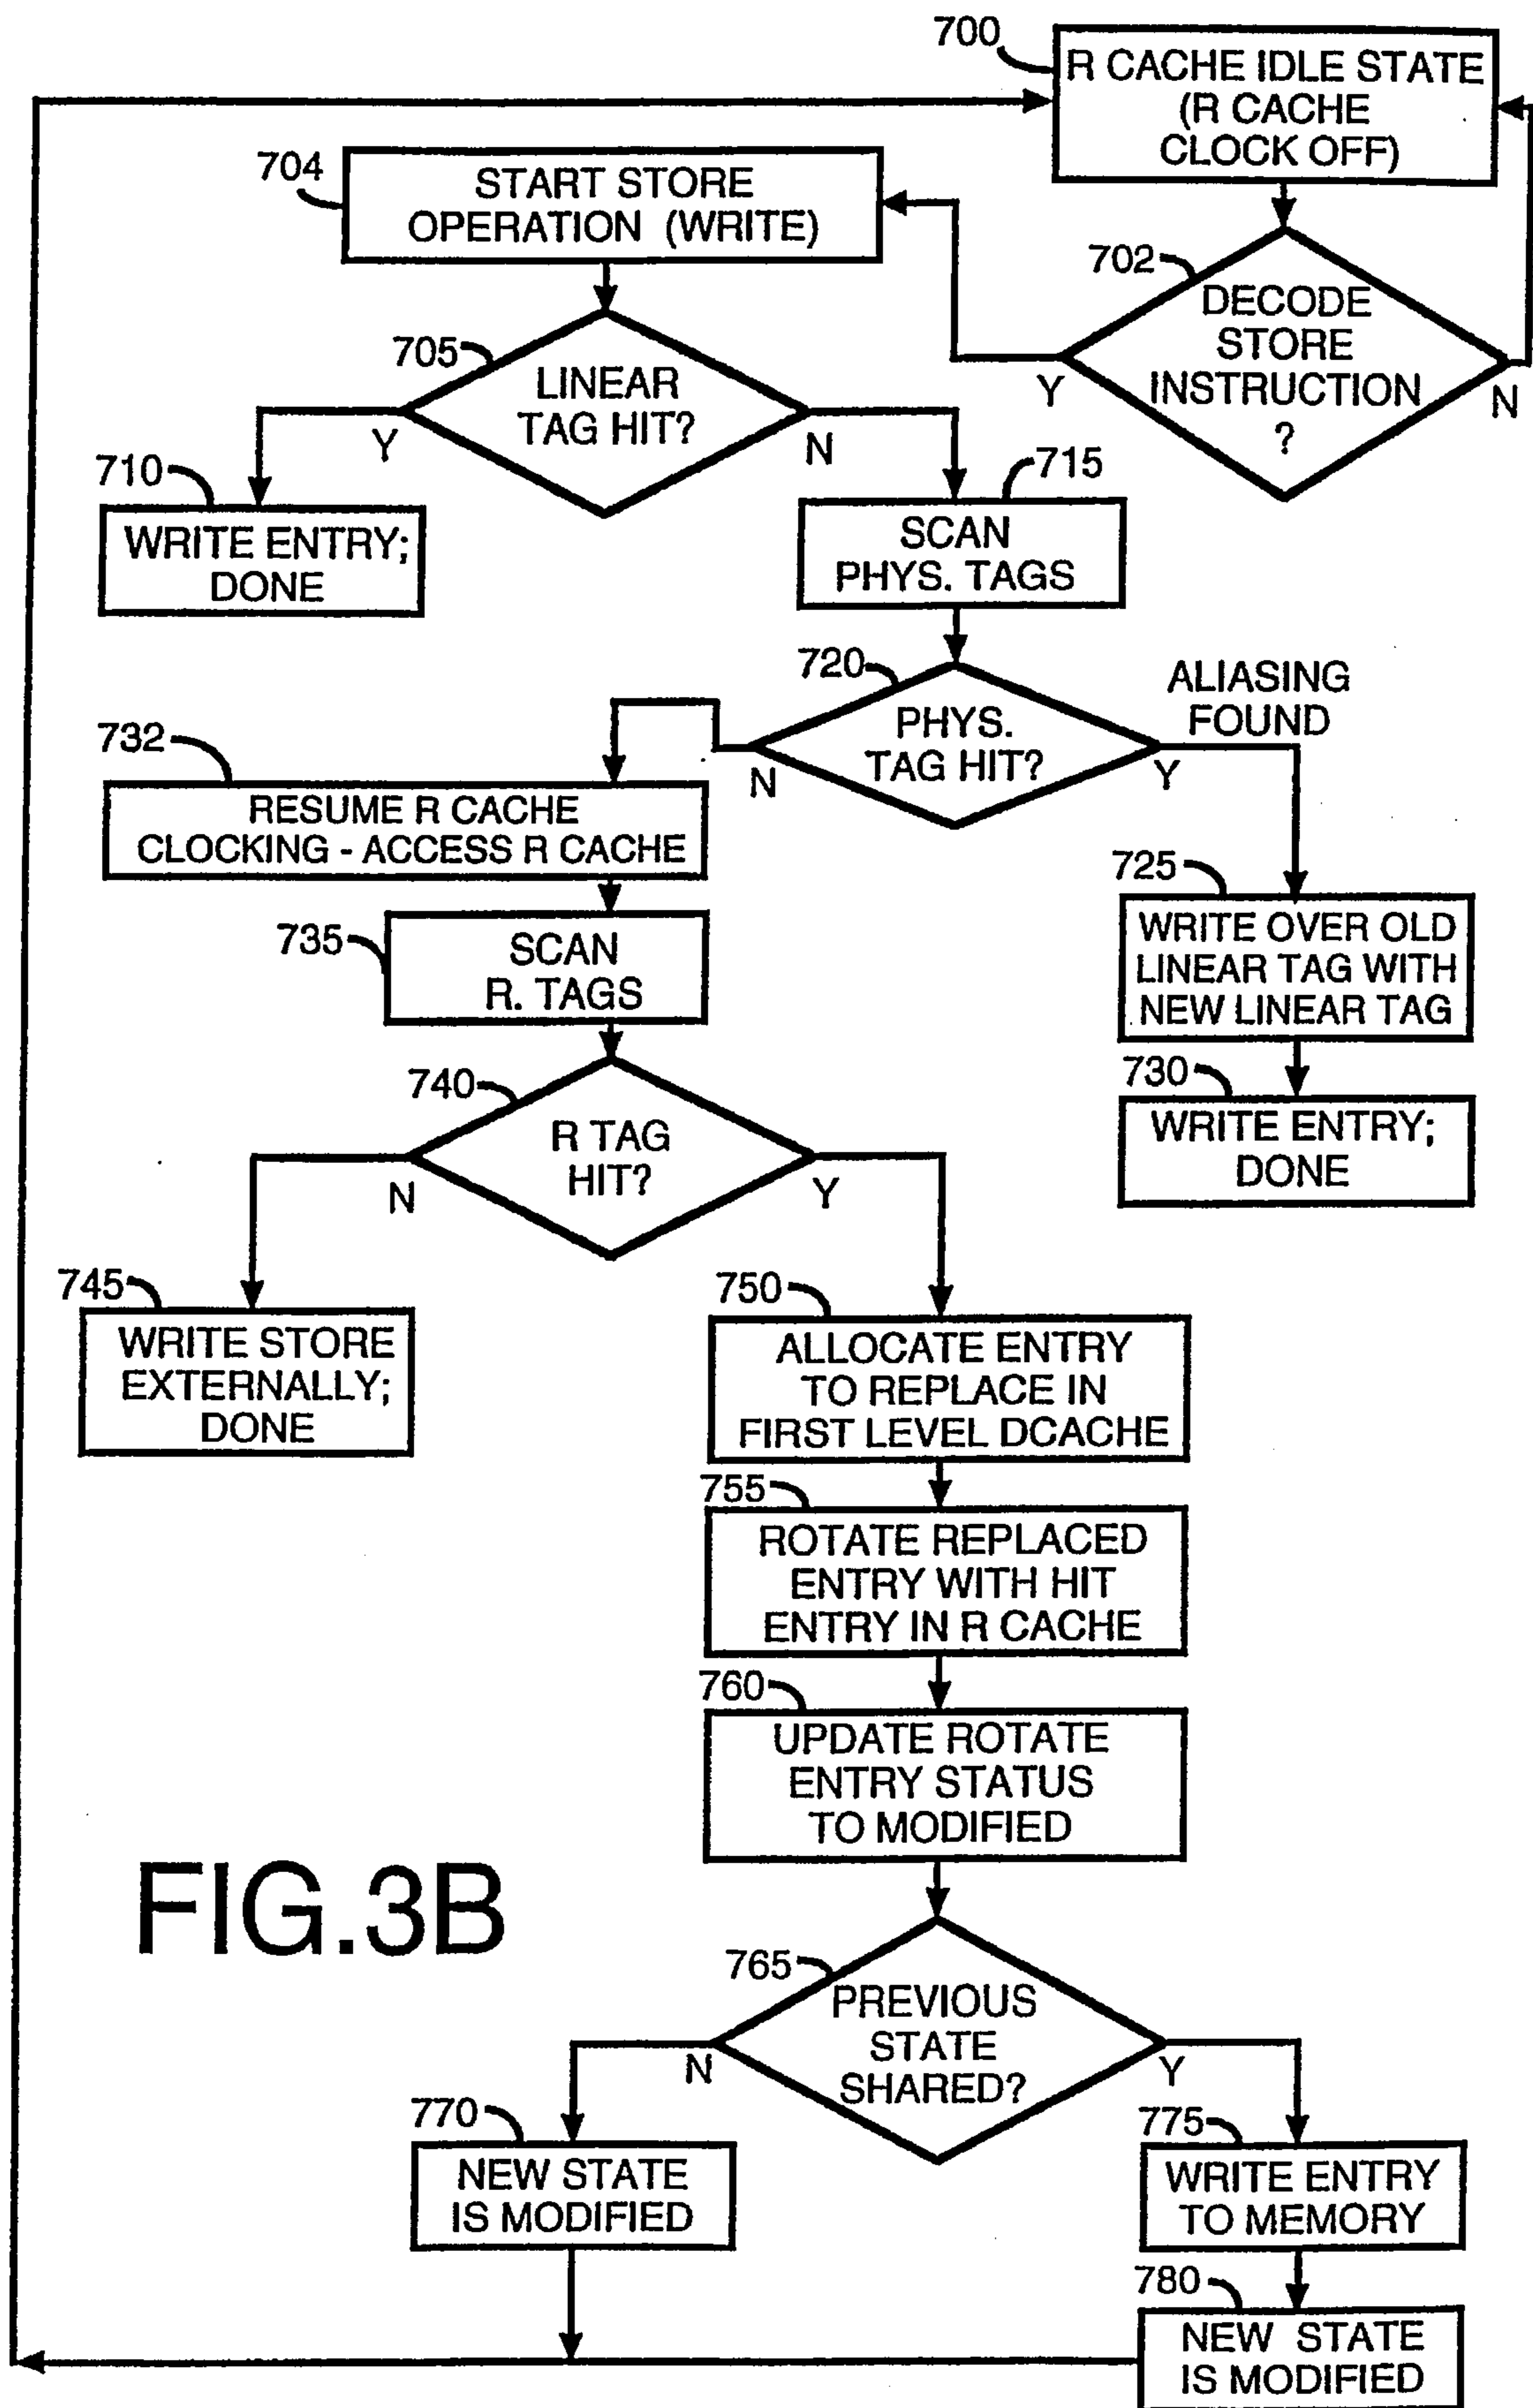 700
R CACHE IDLE STATE
(R CACHE
CLOCK OFF)
704
START STORE
OPERATION (WRITE)
702
DECODE
STORE
INSTRUCTION
?
Y
N
705
LINEAR
TAG HIT?
Y
N
710
WRITE ENTRY;
DONE
715
SCAN
PHYS. TAGS
720
PHYS.
TAG HIT?
N
Y
ALIASING
FOUND
732
RESUME R CACHE
CLOCKING - ACCESS R CACHE
725
WRITE OVER OLD
LINEAR TAG WITH
NEW LINEAR TAG
735
SCAN
R. TAGS
730
WRITE ENTRY;
DONE
740
R TAG
HIT?
N
Y
745
WRITE STORE
EXTERNALLY;
DONE
750
ALLOCATE ENTRY
TO REPLACE IN
FIRST LEVEL DCACHE
755
ROTATE REPLACED
ENTRY WITH HIT
ENTRY IN R CACHE
760
UPDATE ROTATE
ENTRY STATUS
TO MODIFIED
FIG.3B
765
PREVIOUS
STATE
SHARED?
N
Y
770
NEW STATE
IS MODIFIED
775
WRITE ENTRY
TO MEMORY
780
NEW STATE
IS MODIFIED